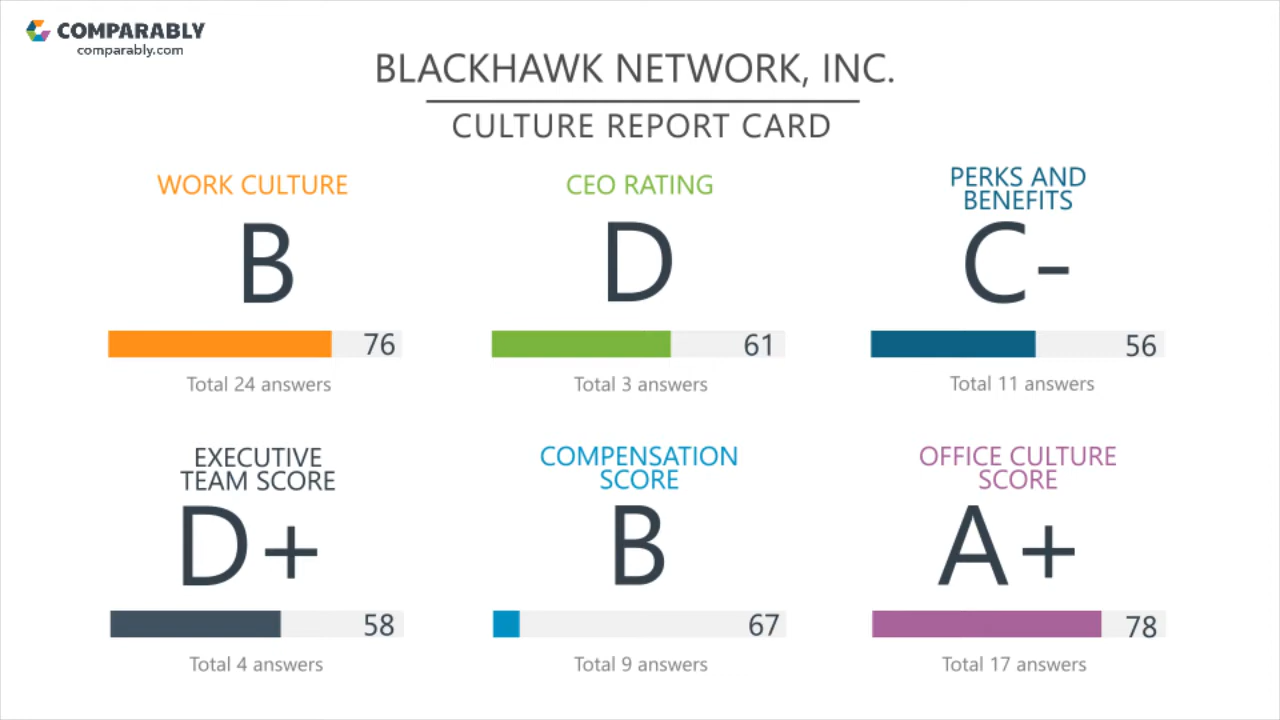 COMPARABLY
comparably.com
BLACKHAWK NETWORK, INC.
CULTURE REPORT CARD
WORK CULTURE
B
76
Total 24 answers
CEO RATING
D
61
Total 3 answers
PERKS AND
BENEFITS
C-
56
Total 11 answers
EXECUTIVE
TEAM SCORE
D+
58
Total 4 answers
COMPENSATION
SCORE
B
67
Total 9 answers
OFFICE CULTURE
SCORE
A+
78
Total 17 answers